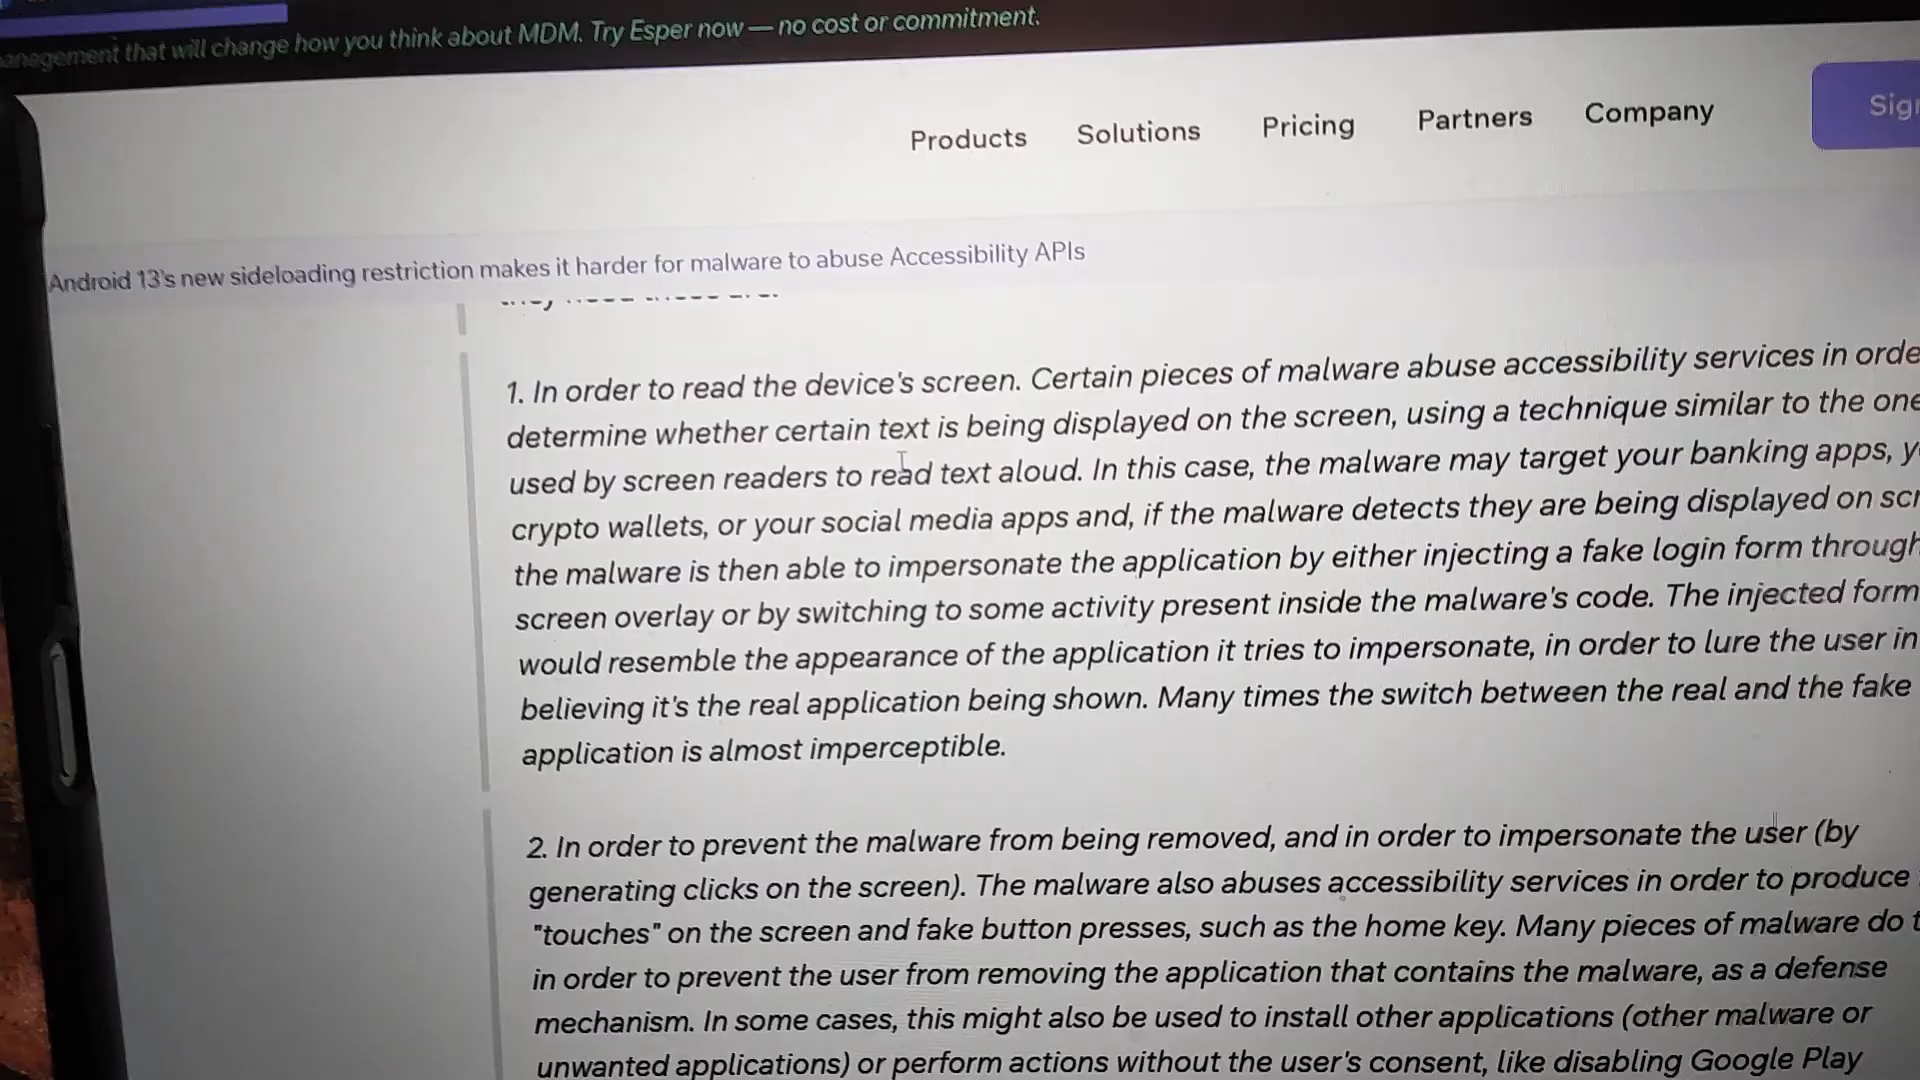 management that will change how you think about MDM. Try Esper now — no cost or commitment.
Products Solutions Pricing Partners Company
Android 13's new sideloading restriction makes it harder for malware to abuse Accessibility APIs
1. In order to read the device's screen. Certain pieces of malware abuse accessibility services in
determine whether certain text is being displayed on the screen, using a technique similar to the one
used by screen readers to read text aloud. In this case, the malware may target your banking apps,
crypto wallets, or your social media apps and, if the malware detects they are being displayed on
the malware is then able to impersonate the application by either injecting a fake login form through
screen overlay or by switching to some activity present inside the malware's code. The injected form
would resemble the appearance of the application it tries to impersonate, in order to lure the user in
believing it's the real application being shown. Many times the switch between the real and the fake
application is almost imperceptible.
2. In order to prevent the malware from being removed, and in order to impersonate the user (by
generating clicks on the screen). The malware also abuses accessibility services in order to produce
"touches" on the screen and fake button presses, such as the home key. Many pieces of malware do
in order to prevent the user from removing the application that contains the malware, as a defense
mechanism. In some cases, this might also be used to install other applications (other malware or
unwanted applications) or perform actions without the user's consent, like disabling Google Play